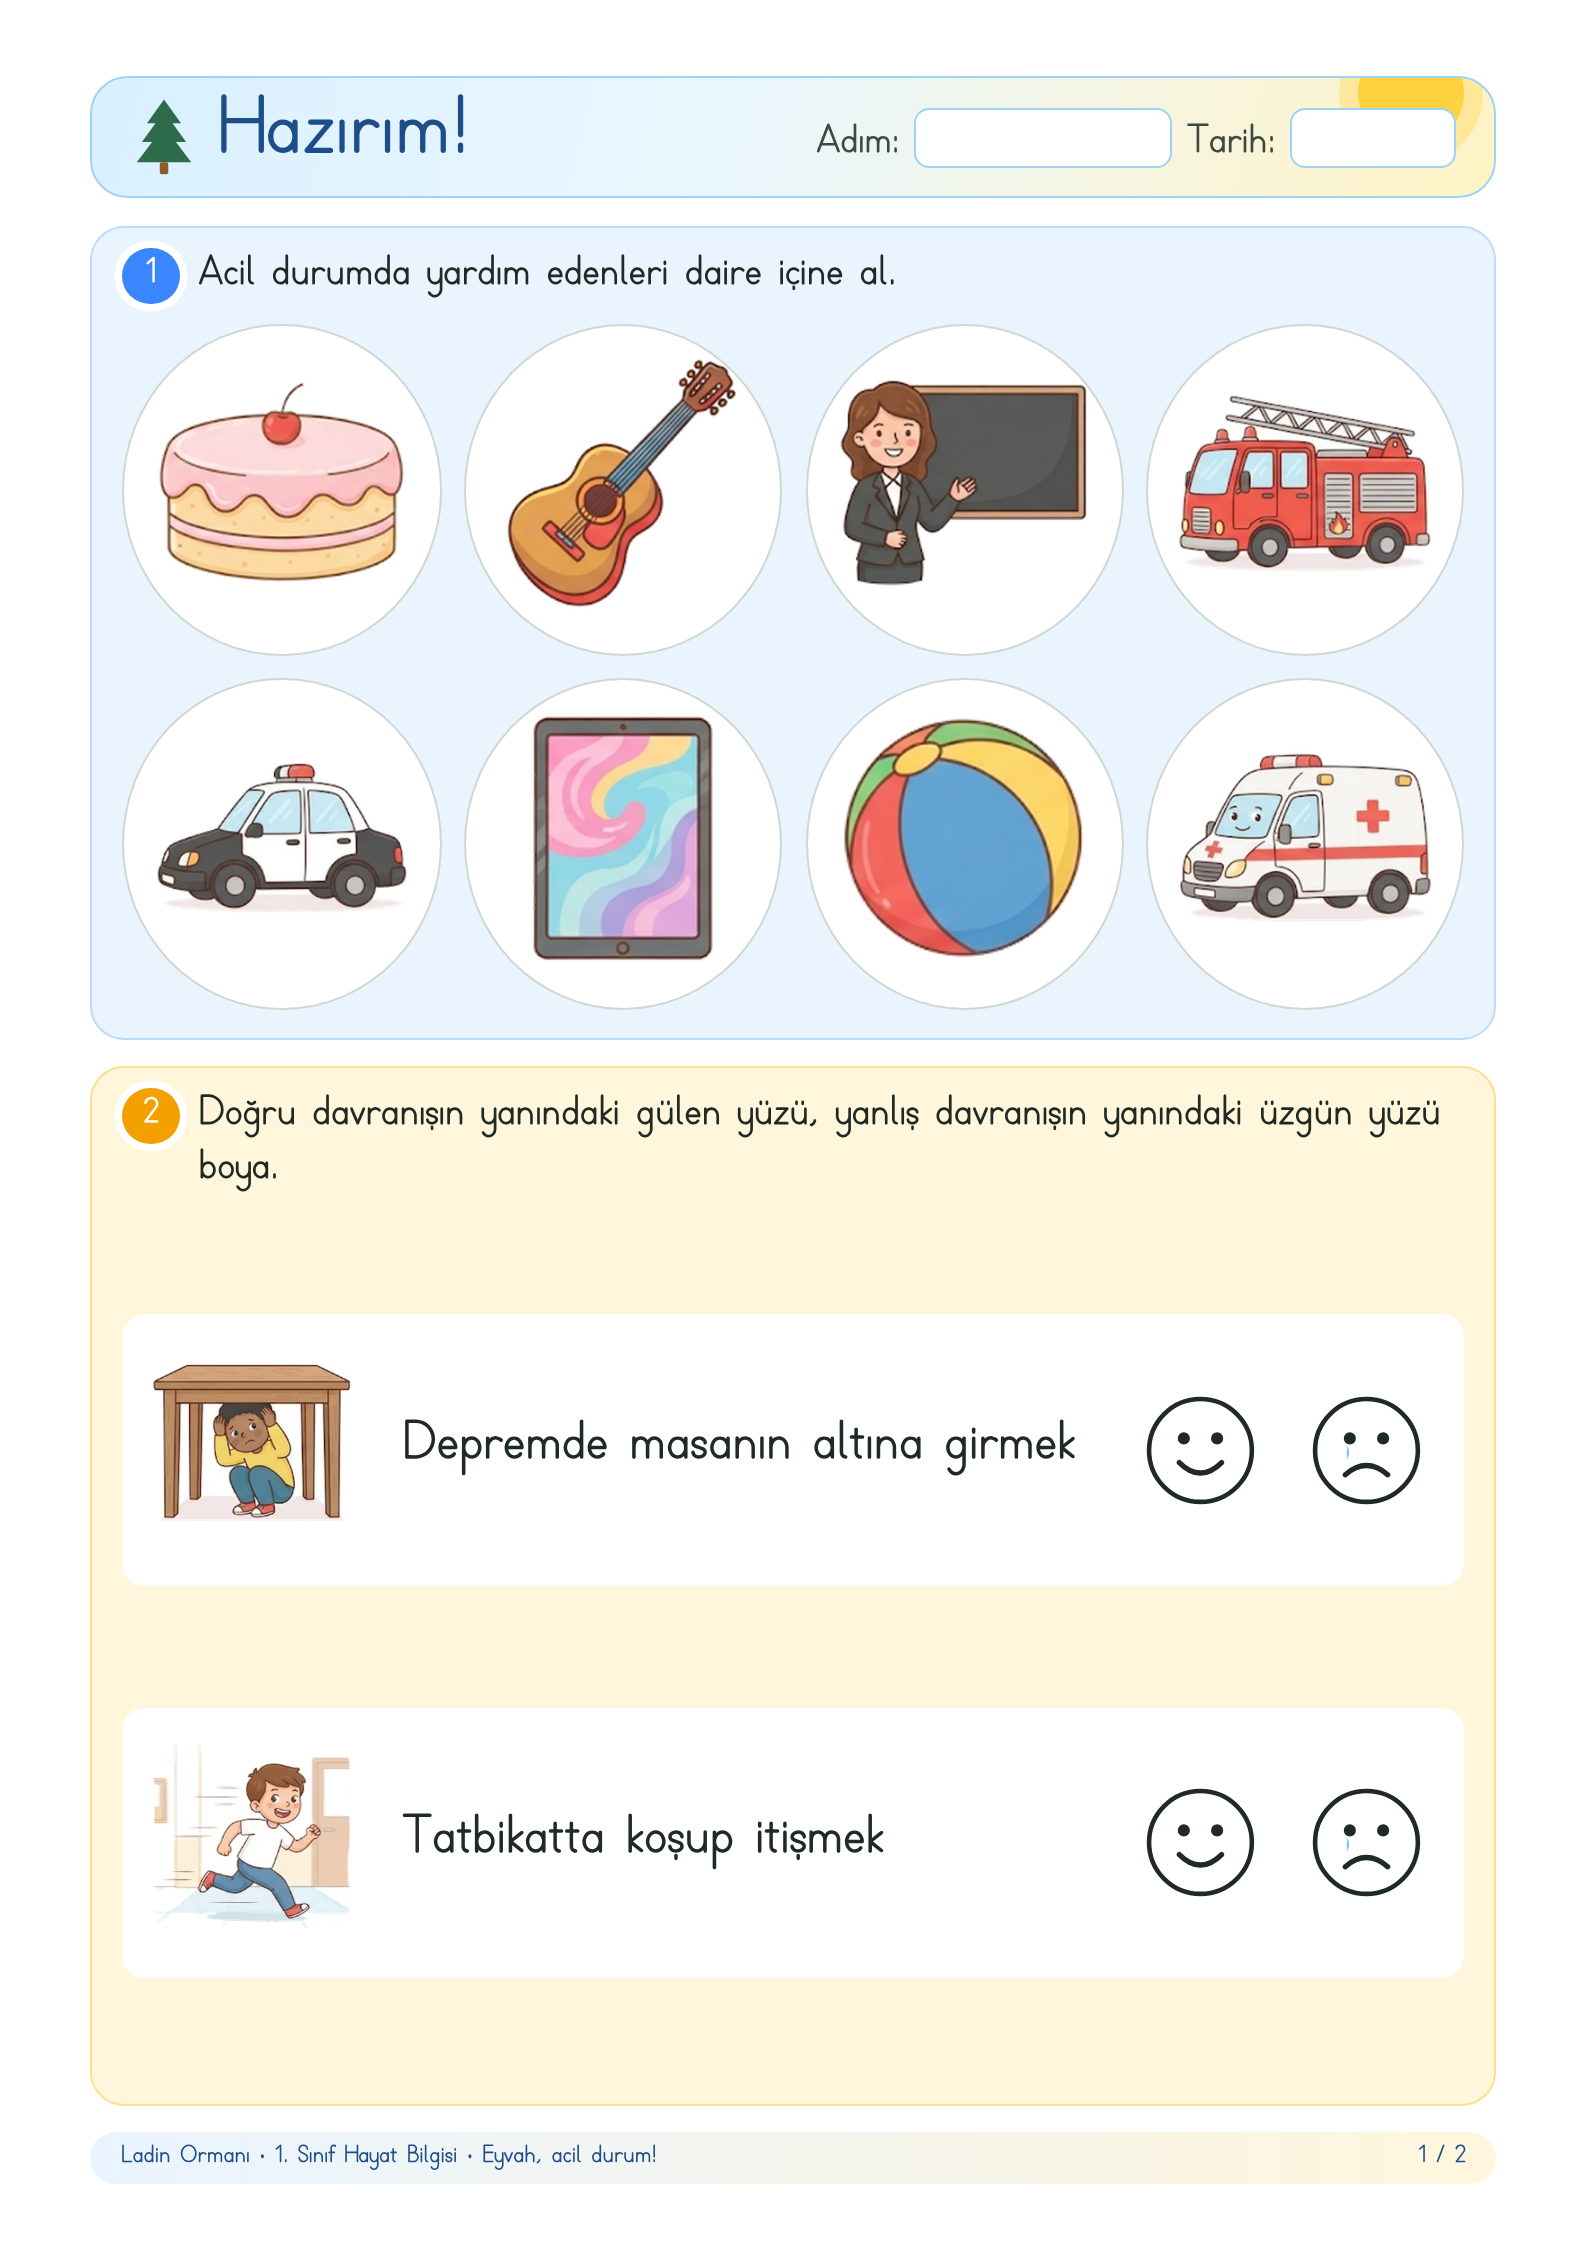 Hazırım!
Adım:
Tarih:
1
Acil durumda yardım edenleri daire içine al.
2
Doğru davranışın yanındaki gülen yüzü, yanlış davranışın yanındaki üzgün yüzü
boya.
Depremde masanın altına girmek
Tatbikatta koşup itişmek
Ladin Ormanı • 1. Sınıf Hayat Bilgisi • Eyvah, acil durum!
1 / 2